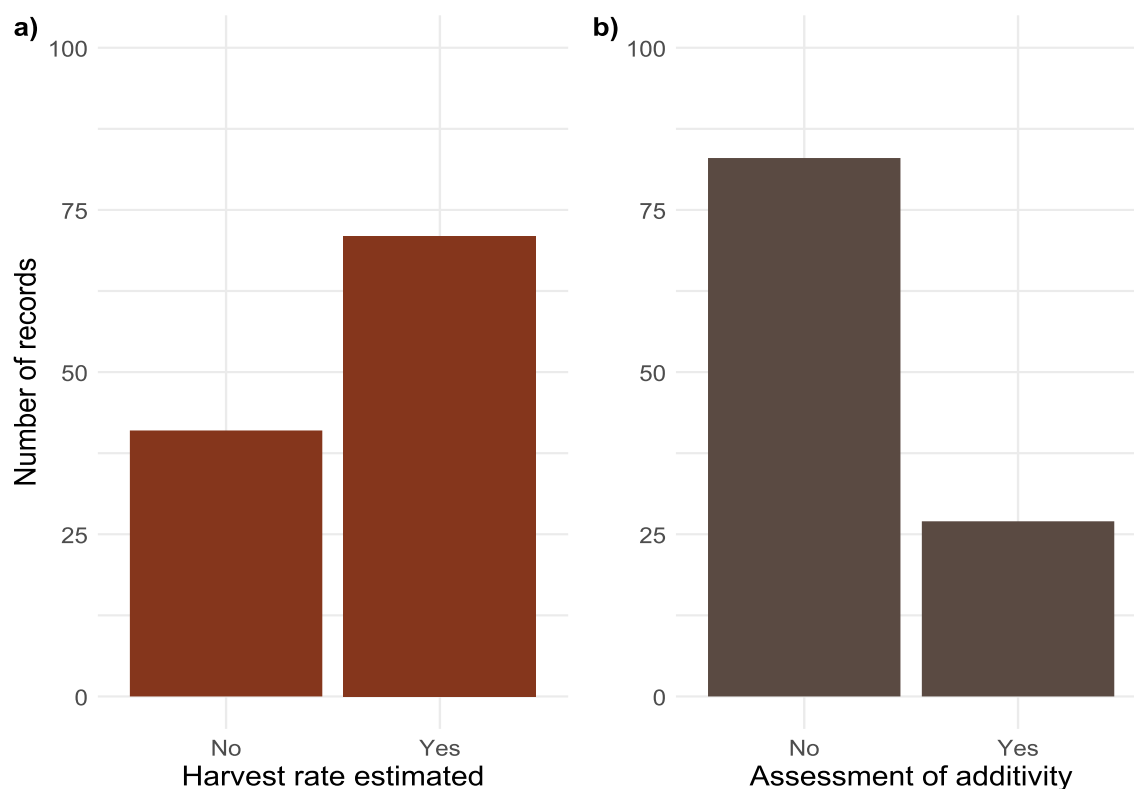 a)
100
75
50
25
0
Number of records
No Yes
Harvest rate estimated
b)
100
75
50
25
0
No Yes
Assessment of additivity